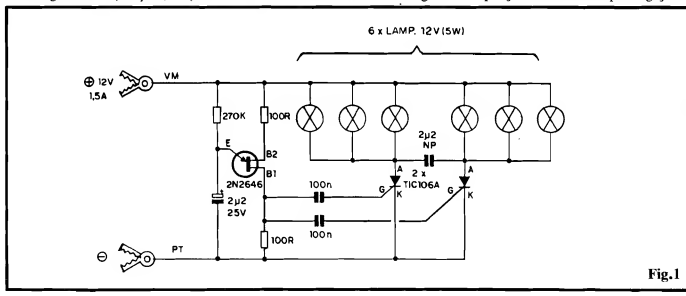 6 x LAMP. 12V(5W)
⊕ 12V
1,5A
VM
270K
100R
2µ2
NP
E
B2
B1
2N2646
2 x
TIC106A
A
G
K
A
G
K
100n
100n
2µ2
25V
100R
⊖
PT
Fig.1